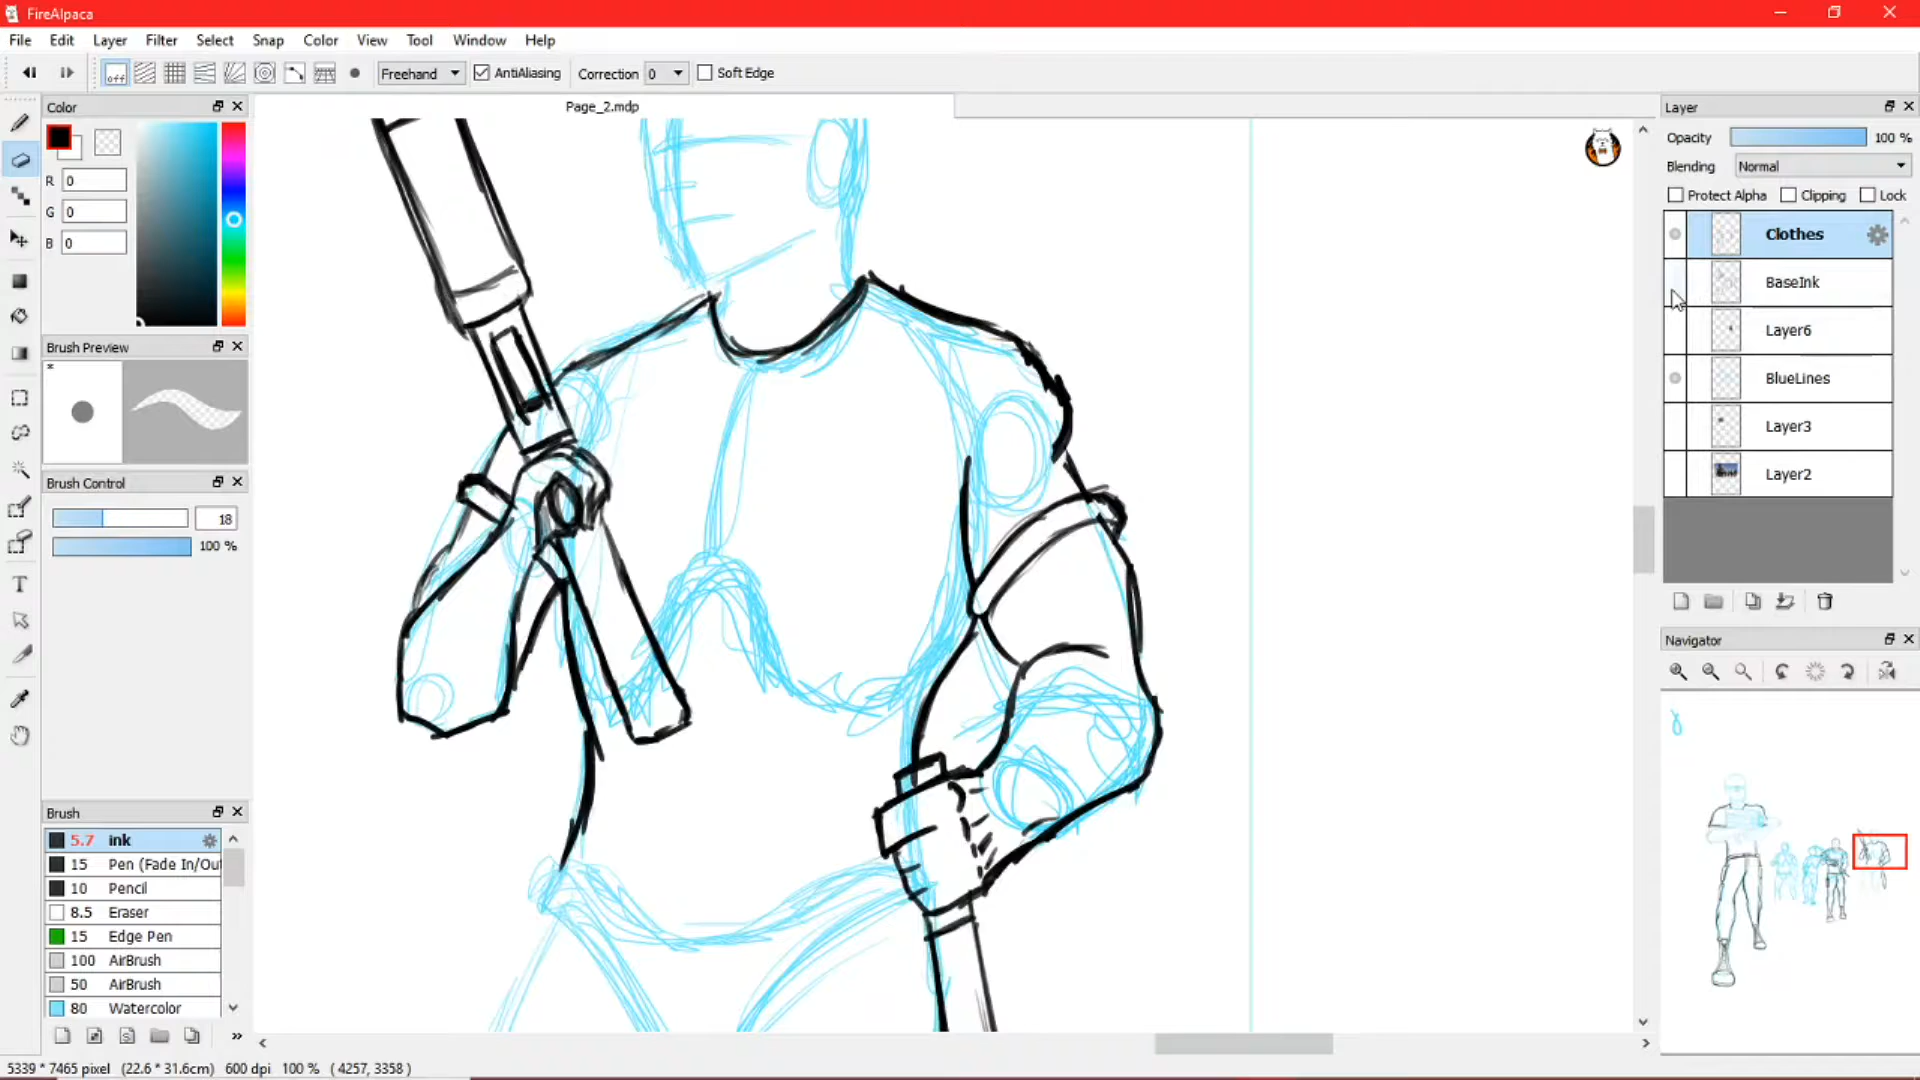 FireAlpaca
File Edit Layer Filter Select Snap Color View Tool Window Help
off Freehand AntiAliasing Correction 0 Soft Edge
Color
Page_2.mdp
Layer
Opacity 100 %
R 0
Blending Normal
Protect Alpha Clipping Lock
G 0
Clothes
B 0
BaseInk
Layer6
Brush Preview
*
BlueLines
Layer3
Layer2
Brush Control
18
100 %
T
Navigator
Brush
5.7 ink
15 Pen (Fade In/Ou
10 Pencil
8.5 Eraser
15 Edge Pen
100 AirBrush
50 AirBrush
80 Watercolor
5339 * 7465 pixel (22.6 * 31.6cm) 600 dpi 100 % ( 4257, 3358 )